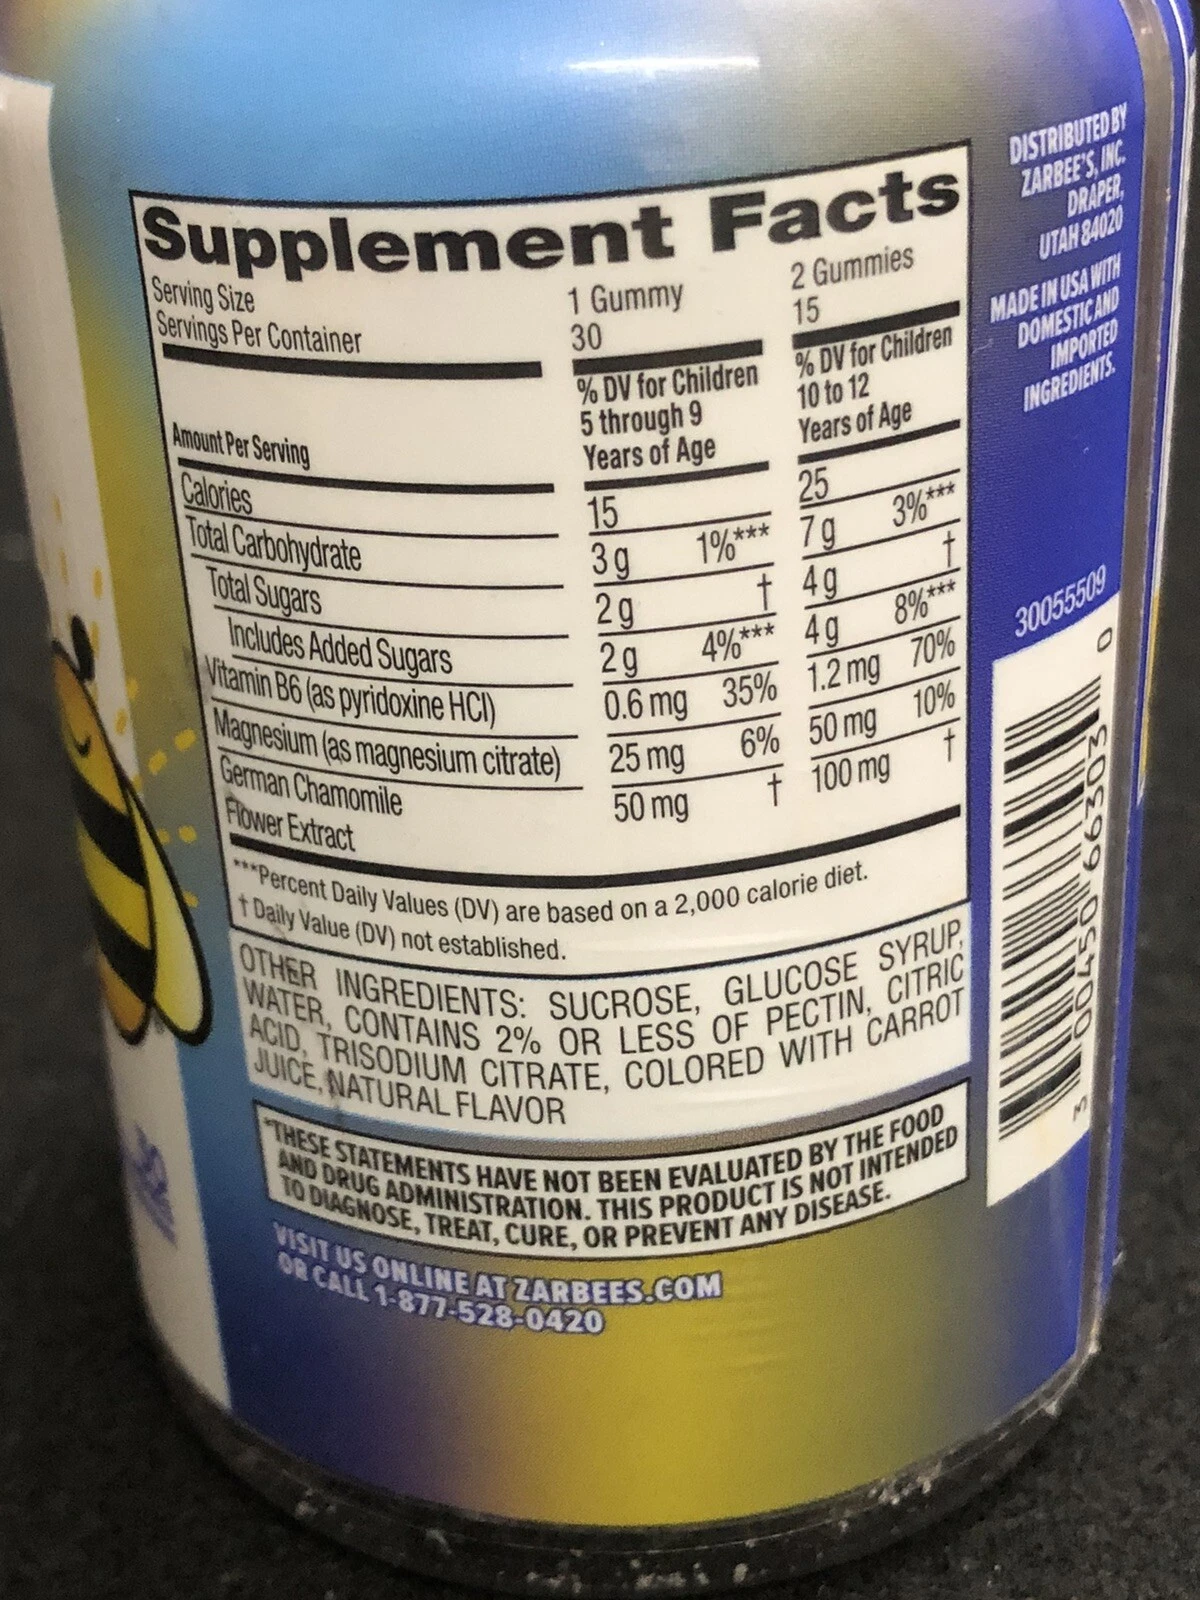 Supplement Facts
Serving Size 1 Gummy 2 Gummies
Servings Per Container 30 15
Amount Per Serving
% DV for Children
5 through 9
Years of Age
% DV for Children
10 to 12
Years of Age
Calories 15 25
Total Carbohydrate 3 g 1%*** 7 g 3%***
Total Sugars 2 g † 4 g †
Includes Added Sugars 2 g 4%*** 4 g 8%***
Vitamin B6 (as pyridoxine HCl) 0.6 mg 35% 1.2 mg 70%
Magnesium (as magnesium citrate) 25 mg 6% 50 mg 10%
German Chamomile 50 mg † 100 mg †
Flower Extract
***Percent Daily Values (DV) are based on a 2,000 calorie diet.
† Daily Value (DV) not established.
OTHER INGREDIENTS: SUCROSE, GLUCOSE SYRUP,
WATER, CONTAINS 2% OR LESS OF PECTIN, CITRIC
ACID, TRISODIUM CITRATE, COLORED WITH CARROT
JUICE, NATURAL FLAVOR
*THESE STATEMENTS HAVE NOT BEEN EVALUATED BY THE FOOD
AND DRUG ADMINISTRATION. THIS PRODUCT IS NOT INTENDED
TO DIAGNOSE, TREAT, CURE, OR PREVENT ANY DISEASE.
VISIT US ONLINE AT ZARBEES.COM
OR CALL 1-877-528-0420
DISTRIBUTED BY
ZARBEE'S, INC.
DRAPER,
UTAH 84020
MADE IN USA WITH
DOMESTIC AND
IMPORTED
INGREDIENTS.
30055509
3 00450 66303 0